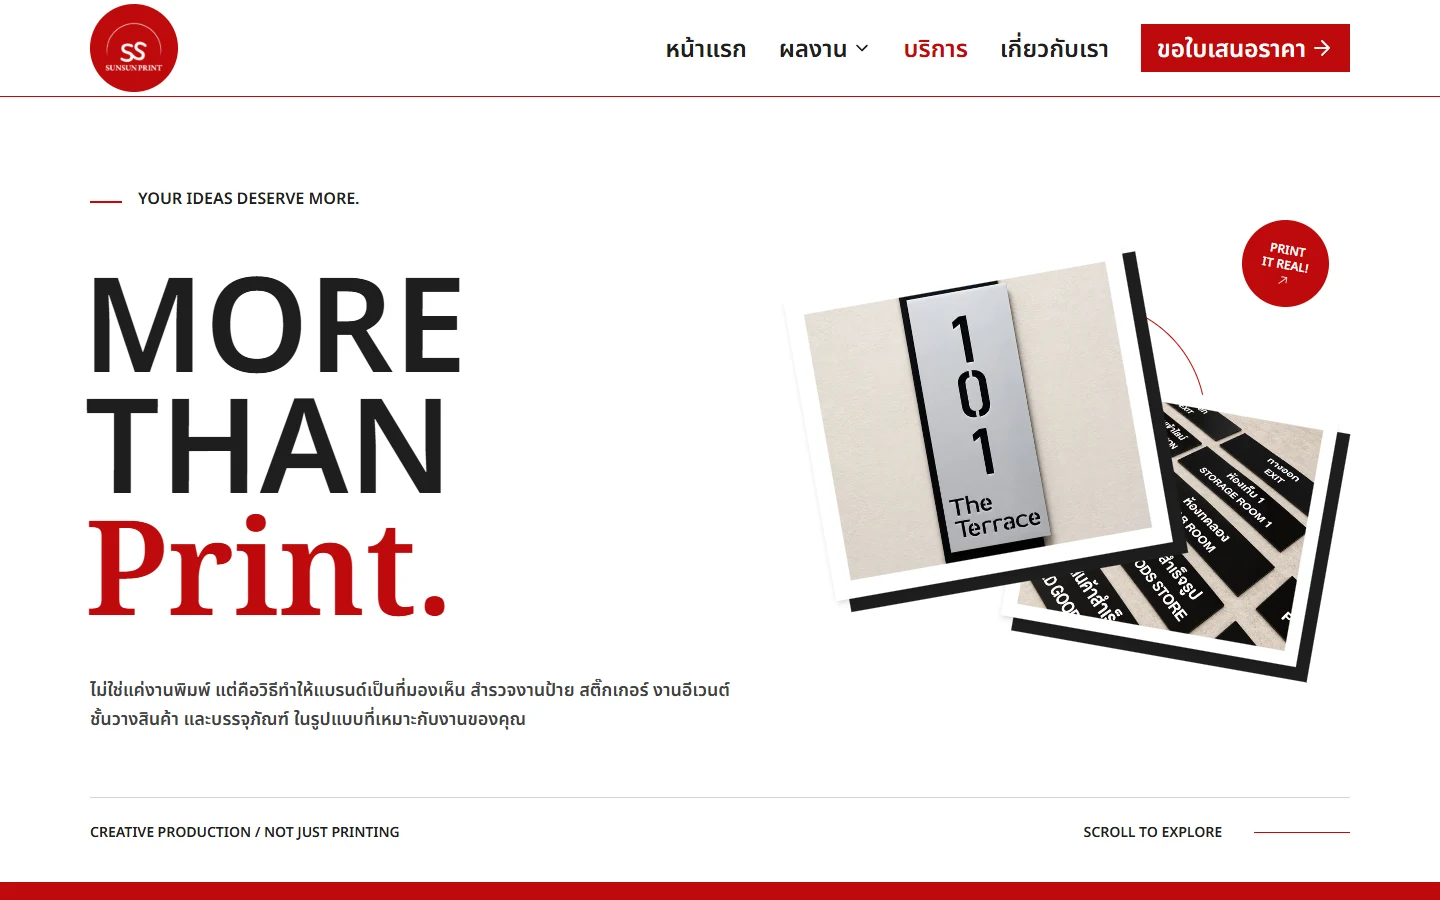 SS
SUNSUN PRINT
หน้าแรก
ผลงาน
บริการ
เกี่ยวกับเรา
ขอใบเสนอราคา
YOUR IDEAS DESERVE MORE.
PRINT
IT REAL!
MORE
THAN
Print.
101
The
Terrace
ทางออก
EXIT
ห้องเก็บ 1
STORAGE ROOM 1
ห้องทดลอง
ROOM
สำเร็จรูป
STORE
ไม่ใช่แค่งานพิมพ์ แต่คือวิธีทำให้แบรนด์เป็นที่มองเห็น สำรวจงานป้าย สติ๊กเกอร์ งานอีเวนต์
ชั้นวางสินค้า และบรรจุภัณฑ์ ในรูปแบบที่เหมาะกับงานของคุณ
CREATIVE PRODUCTION / NOT JUST PRINTING
SCROLL TO EXPLORE